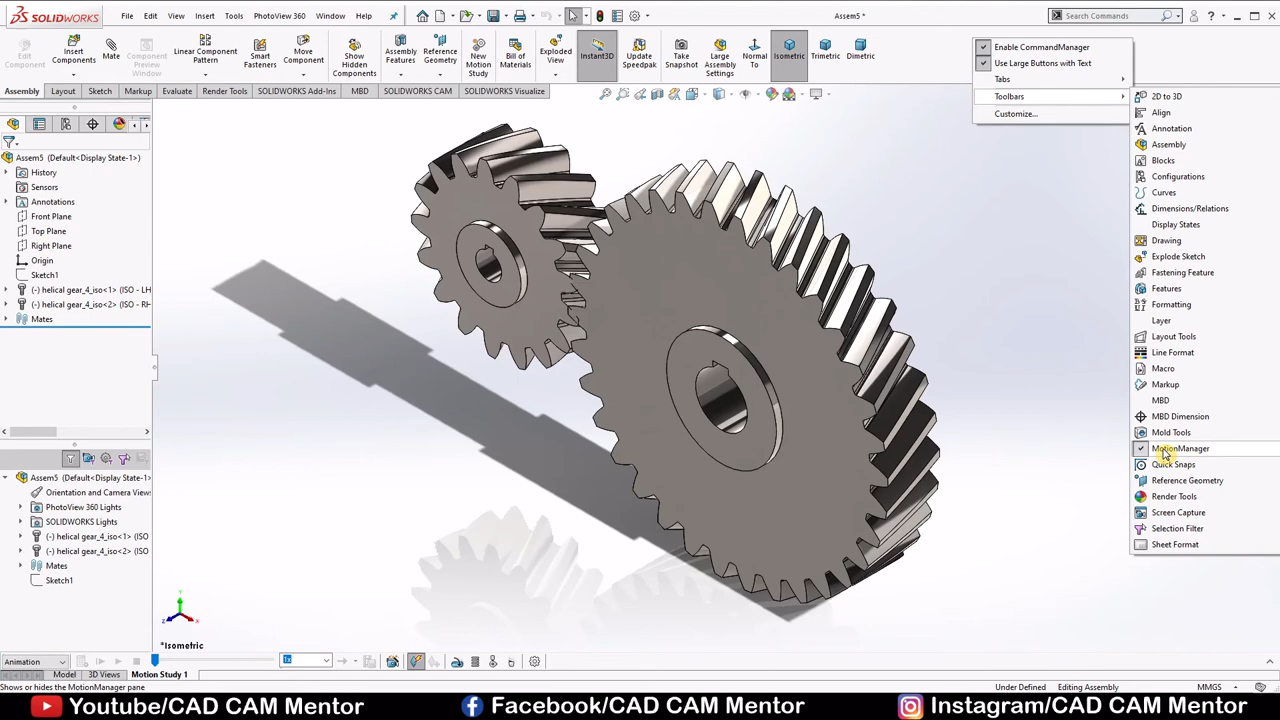 SOLIDWORKS
File Edit View Insert Tools PhotoView 360 Window Help
Assem5 *
Search Commands
Edit Component
Insert Components
Mate
Component Preview Window
Linear Component Pattern
Smart Fasteners
Move Component
Show Hidden Components
Assembly Features
Reference Geometry
New Motion Study
Bill of Materials
Exploded View
Instant3D
Update Speedpak
Take Snapshot
Large Assembly Settings
Normal To
Isometric
Trimetric
Dimetric
Assembly Layout Sketch Markup Evaluate Render Tools SOLIDWORKS Add-Ins MBD SOLIDWORKS CAM SOLIDWORKS Visualize
Enable CommandManager
Use Large Buttons with Text
Tabs
Toolbars
Customize...
2D to 3D
Align
Annotation
Assembly
Blocks
Configurations
Curves
Dimensions/Relations
Display States
Drawing
Explode Sketch
Fastening Feature
Features
Formatting
Layer
Layout Tools
Line Format
Macro
Markup
MBD
MBD Dimension
Mold Tools
MotionManager
Quick Snaps
Reference Geometry
Render Tools
Screen Capture
Selection Filter
Sheet Format
Assem5 (Default<Display State-1>)
History
Sensors
Annotations
Front Plane
Top Plane
Right Plane
Origin
Sketch1
(-) helical gear_4_iso<1> (ISO - LH
(-) helical gear_4_iso<2> (ISO - RH
Mates
Assem5 (Default<Display State-1>
Orientation and Camera Views
PhotoView 360 Lights
SOLIDWORKS Lights
(-) helical gear_4_iso<1> (ISO
(-) helical gear_4_iso<2> (ISO
Mates
Sketch1
Y
Z X
*Isometric
Animation
1x
Model 3D Views Motion Study 1
Shows or hides the MotionManager pane
Under Defined Editing Assembly MMGS
Youtube/CAD CAM Mentor Facebook/CAD CAM Mentor Instagram/CAD CAM Mentor